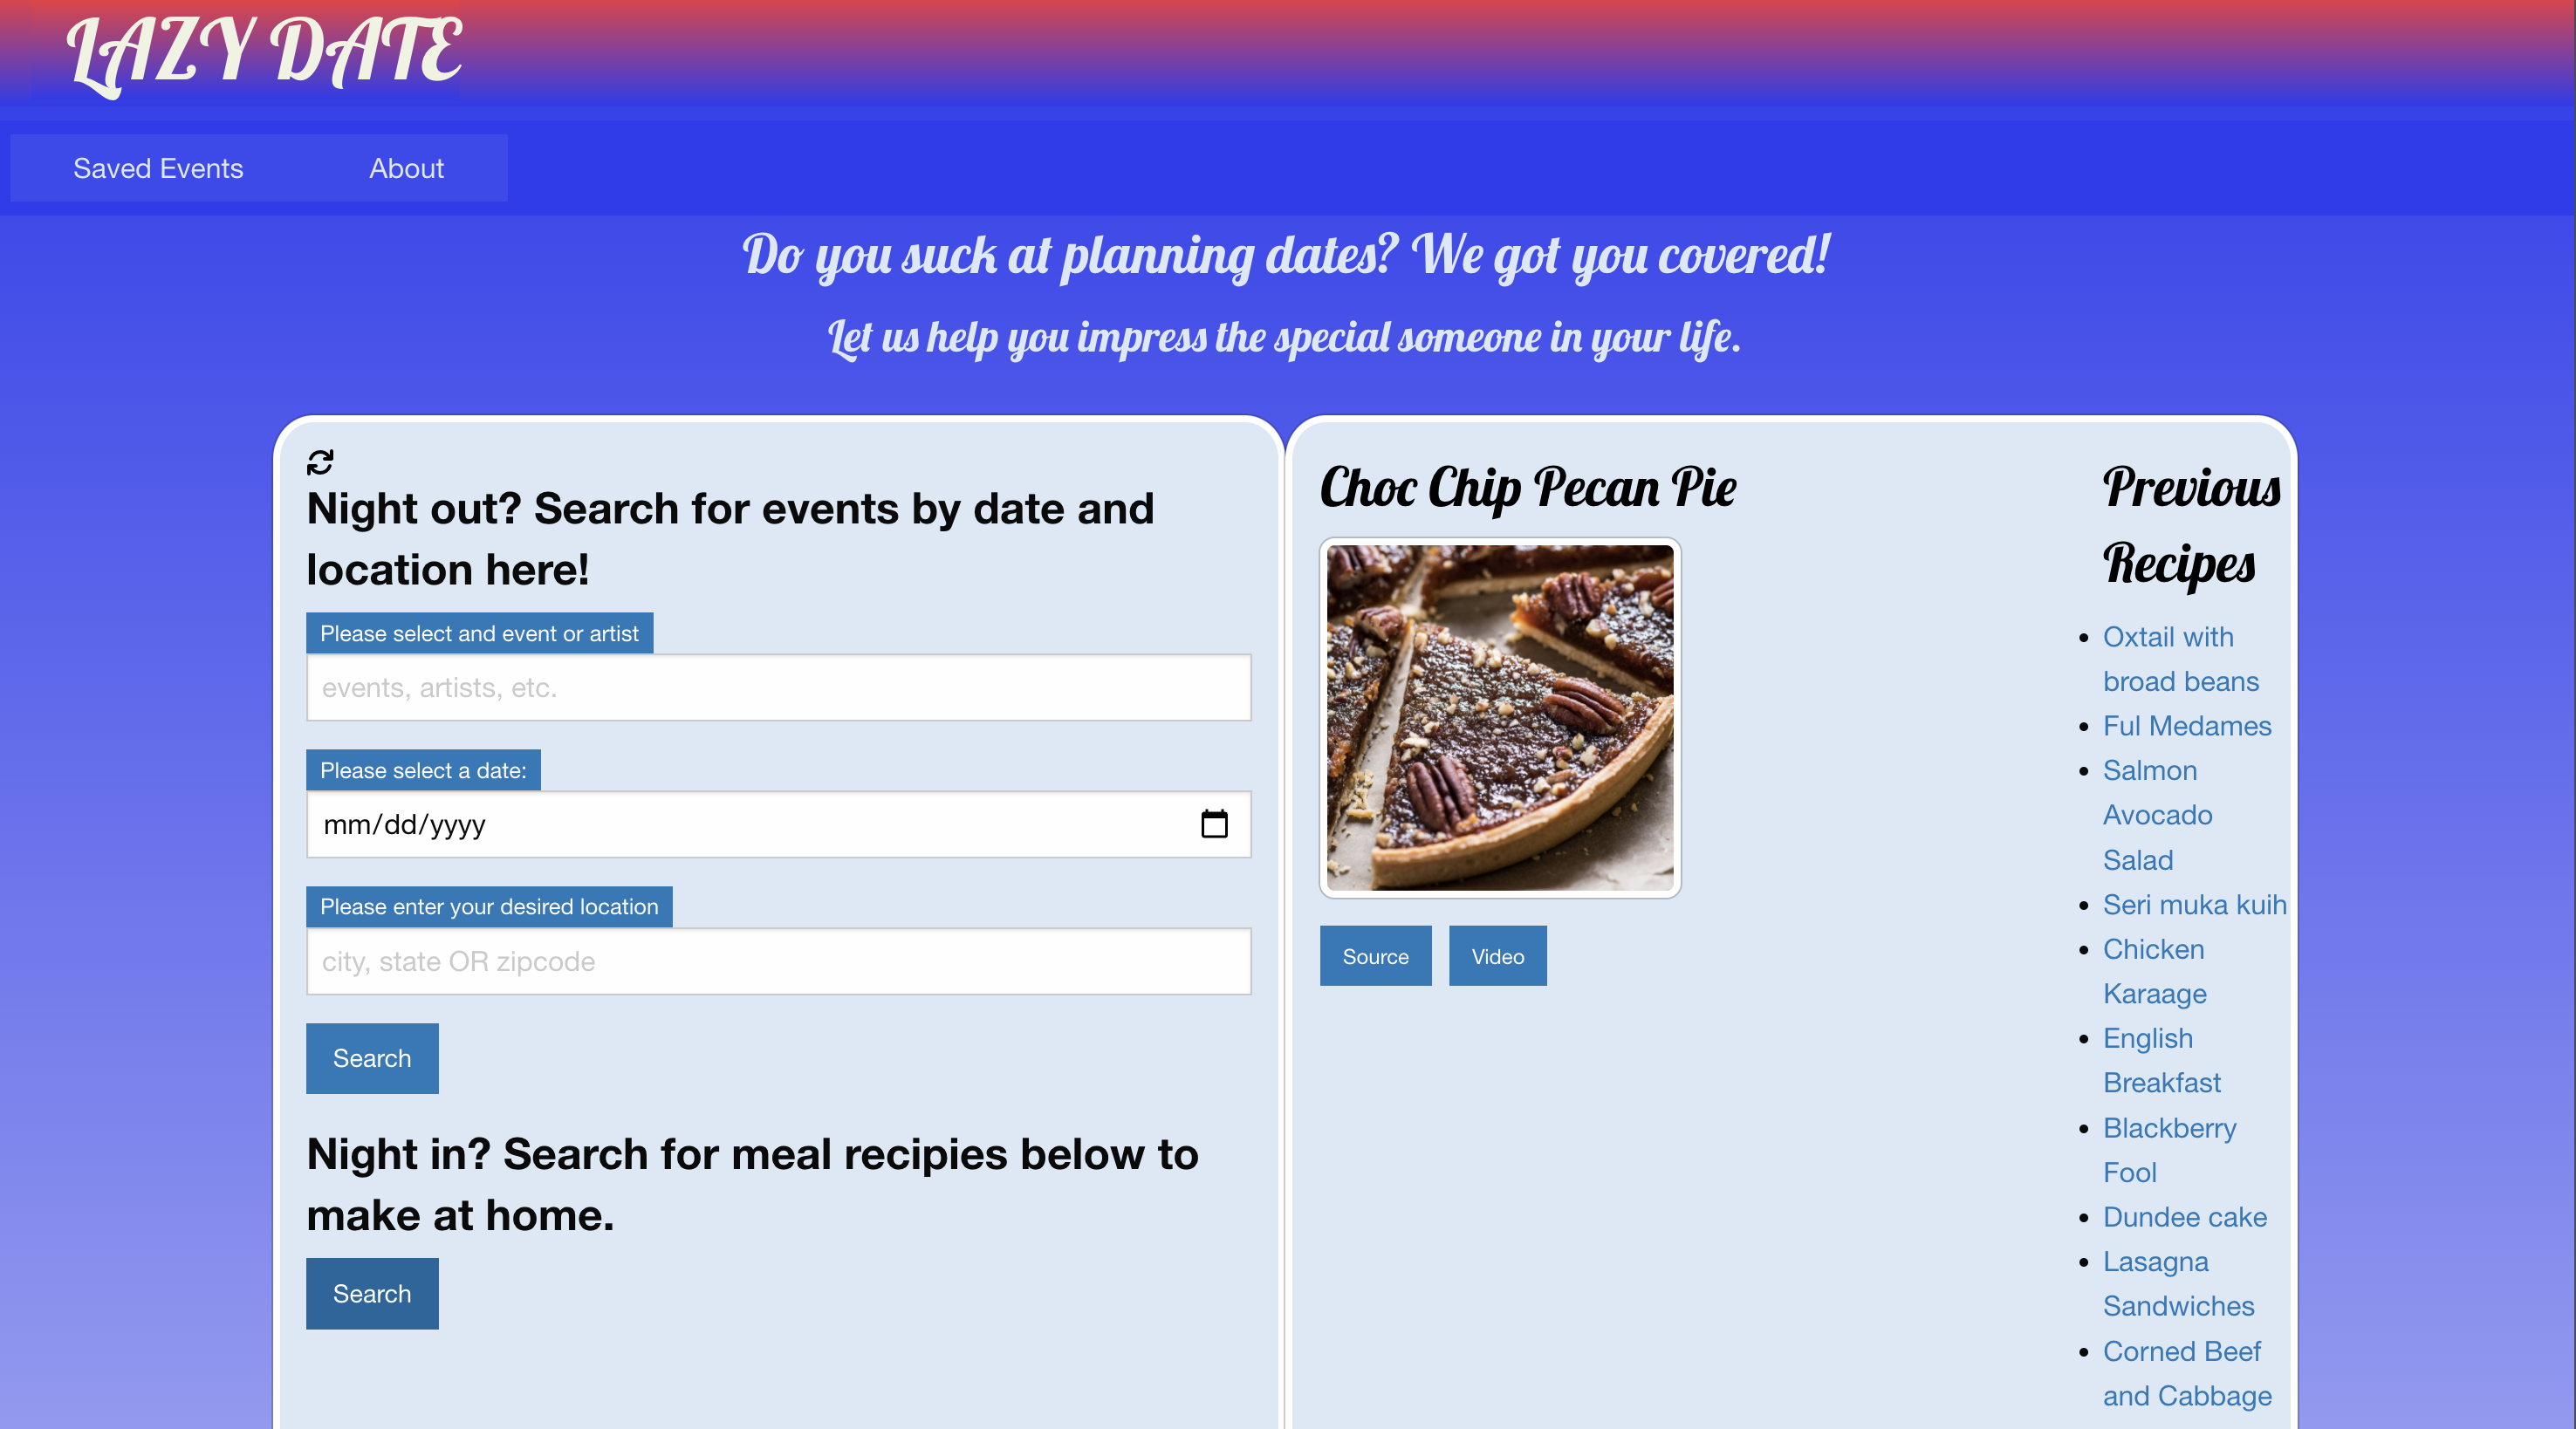 LAZY DATE
Saved Events
About
Do you suck at planning dates? We got you covered!
Let us help you impress the special someone in your life.
Night out? Search for events by date and
location here!
Please select and event or artist
events, artists, etc.
Please select a date:
mm/dd/yyyy
Please enter your desired location
city, state OR zipcode
Search
Night in? Search for meal recipies below to
make at home.
Search
Choc Chip Pecan Pie
Source
Video
Previous
Recipes
Oxtail with
broad beans
Ful Medames
Salmon
Avocado
Salad
Seri muka kuih
Chicken
Karaage
English
Breakfast
Blackberry
Fool
Dundee cake
Lasagna
Sandwiches
Corned Beef
and Cabbage